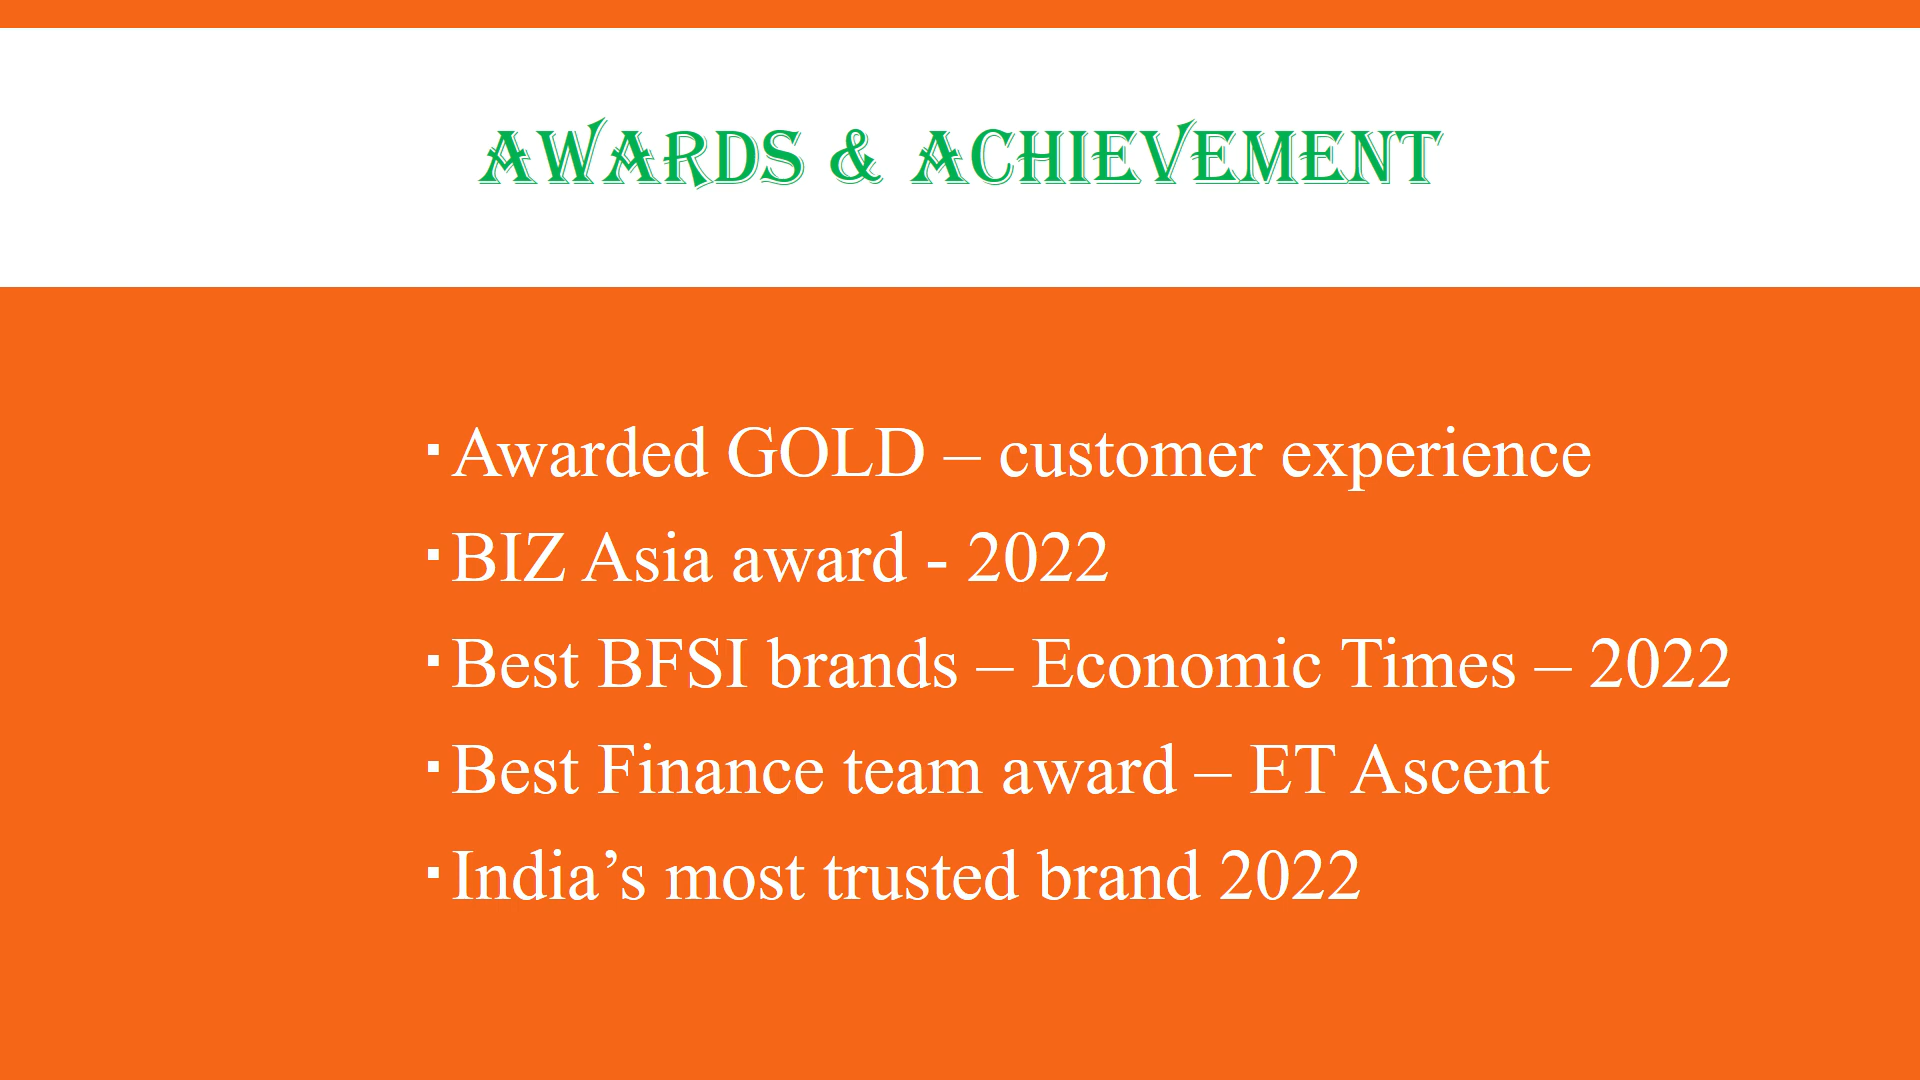 AWARDS & ACHIEVEMENT
▪ Awarded GOLD – customer experience
▪ BIZ Asia award - 2022
▪ Best BFSI brands – Economic Times – 2022
▪ Best Finance team award – ET Ascent
▪ India’s most trusted brand 2022